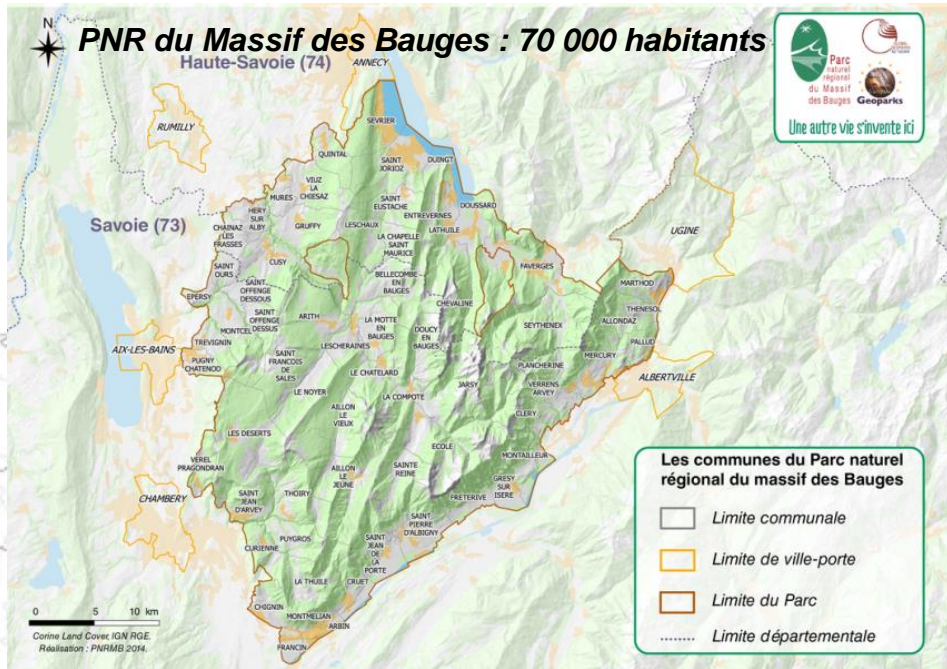 N
PNR du Massif des Bauges : 70 000 habitants
Haute-Savoie (74)
ANNECY
Parc
naturel
régional
du Massif
des Bauges
Geoparks
Une autre vie s'invente ici
RUMILLY
SEVRIER
QUINTAL
SAINT
JORIOZ
DUINGT
VIUZ
LA
CHIESAZ
MURES
SAINT
EUSTACHE
ENTREVERNES
DOUSSARD
Savoie (73)
HERY
SUR
ALBY
CHAINAZ
LES
FRASSES
GRUFFY
LESCHAUX
LATHUILE
UGINE
LA CHAPELLE
SAINT
MAURICE
CUSY
SAINT
OURS
FAVERGES
BELLECOMBE
EN
BAUGES
MARTHOD
SAINT
OFFENGE
DESSOUS
EPERSY
CHEVALINE
THENESOL
SAINT
OFFENGE
DESSUS
ARITH
LA MOTTE
EN
BAUGES
ALLONDAZ
MONTCEL
DOUCY
EN
BAUGES
SEYTHENEX
TREVIGNIN
LESCHERAINES
PALLUD
AIX-LES-BAINS
PUGNY
CHATENOD
SAINT
FRANCOIS
DE
SALES
MERCURY
PLANCHERINE
LE CHATELARD
ALBERTVILLE
JARSY
VERRENS
ARVEY
LE NOYER
LA COMPOTE
AILLON
LE
VIEUX
CLERY
LES DESERTS
ECOLE
VEREL
PRAGONDRAN
MONTAILLEUR
AILLON
LE
JEUNE
SAINTE
REINE
GRESY
SUR
ISERE
CHAMBERY
SAINT
JEAN
D'ARVEY
THOIRY
FRETERIVE
SAINT
PIERRE
D'ALBIGNY
PUYGROS
SAINT
JEAN
DE
LA
PORTE
CURIENNE
LA THUILE
CRUET
CHIGNIN
MONTMELIAN
ARBIN
FRANCIN
0 5 10 km
Corine Land Cover, IGN RGE.
Réalisation : PNRMB 2014.
Les communes du Parc naturel
régional du massif des Bauges
Limite communale
Limite de ville-porte
Limite du Parc
Limite départementale